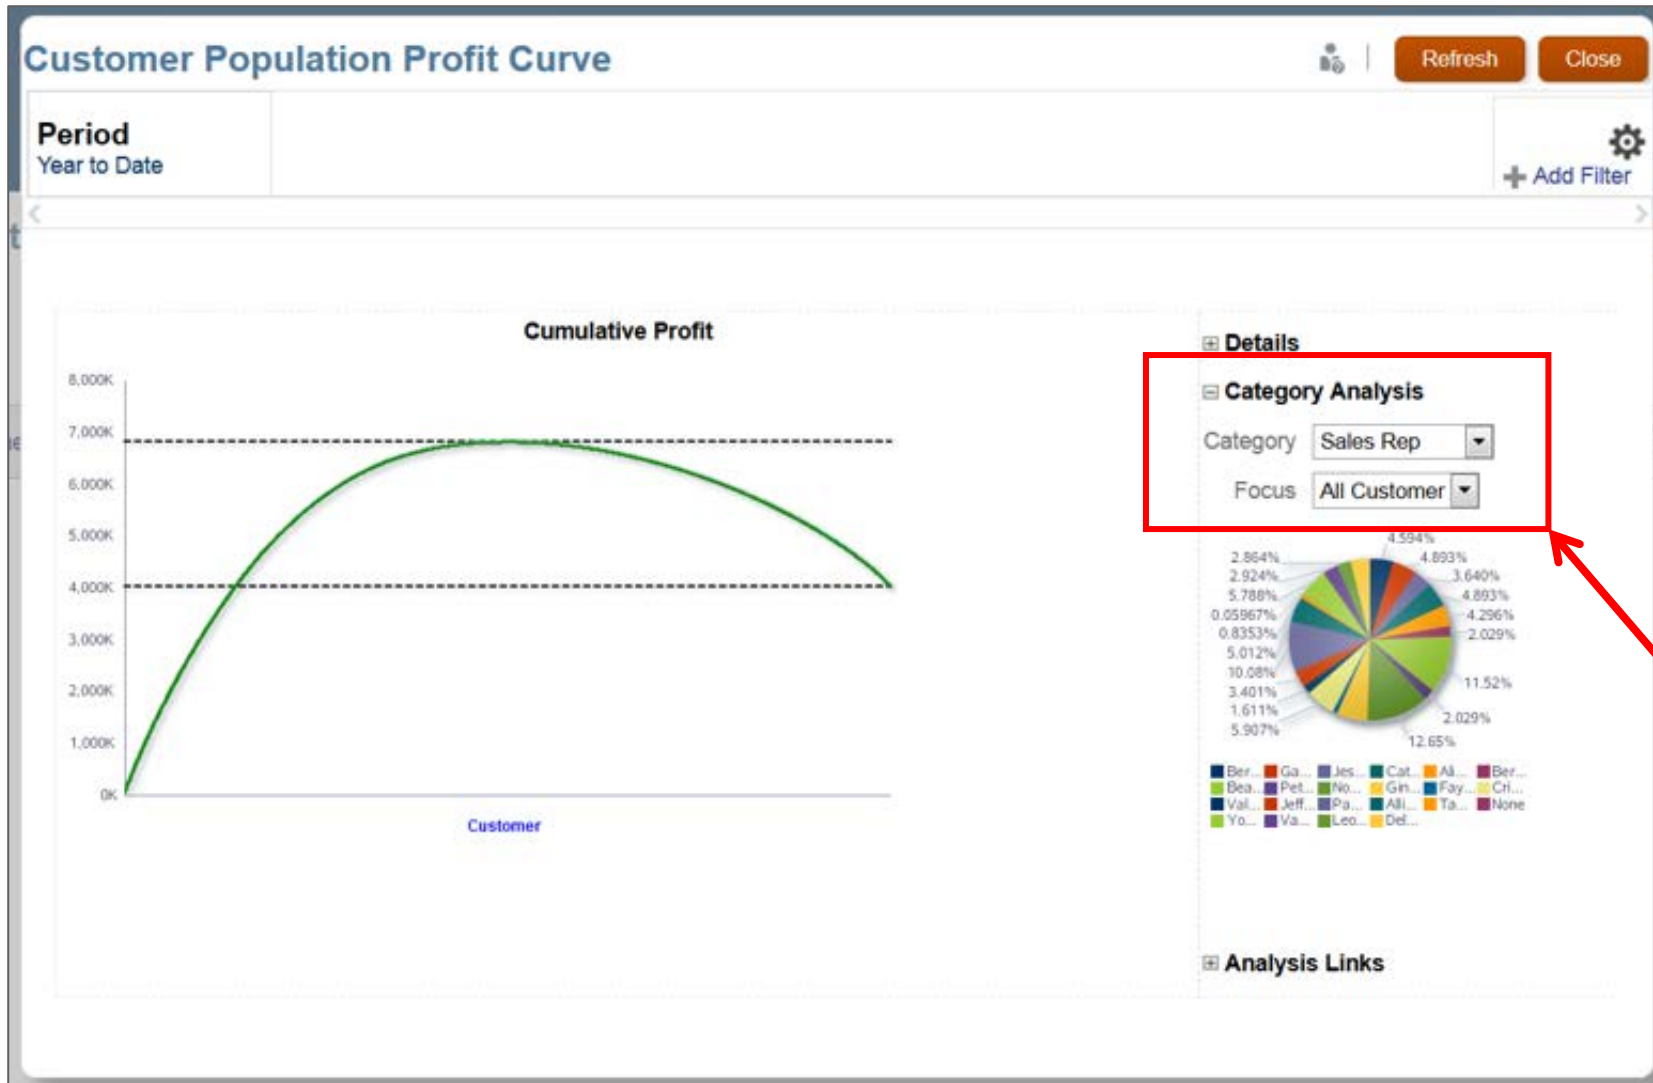 Customer Population Profit Curve
Refresh
Close
Period
Year to Date
Add Filter
Cumulative Profit
8,000K
7,000K
6,000K
5,000K
4,000K
3,000K
2,000K
1,000K
0K
Customer
Details
Category Analysis
Category Sales Rep
Focus All Customer
4.594%
2.864% 4.893%
2.924% 3.640%
5.788% 4.893%
0.05967% 4.296%
0.8353% 2.029%
5.012%
10.08%
3.401% 11.52%
1.611% 2.029%
5.907%
12.65%
Ber... Ga... Jes... Cat... Ali... Ber...
Bea... Pet... No... Gin... Fay... Cri...
Val... Jeff... Pa... Alli... Ta... None
Yo... Va... Leo... Del...
Analysis Links